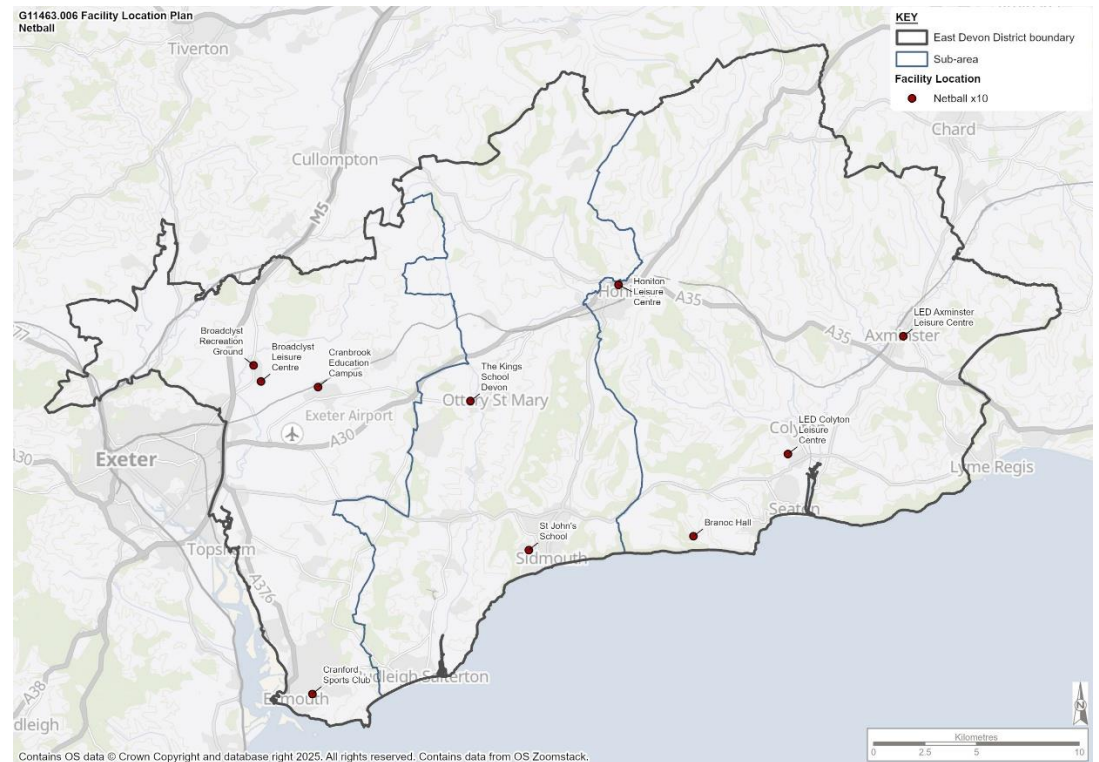 G11463.006 Facility Location Plan
Netball
KEY
East Devon District boundary
Sub-area
Facility Location
Netball x10
Tiverton
Cullompton
Chard
M5
Honiton
Leisure
Centre
A35
A35
LED Axminster
Leisure Centre
Axminster
Broadclyst
Recreation
Ground
Broadclyst
Leisure
Centre
Cranbrook
Education
Campus
The Kings
School
Devon
Ottery St Mary
Exeter Airport
A30
Exeter
A30
LED Colyton
Leisure
Centre
Lyme Regis
Seaton
Branoc Hall
St John's
School
Sidmouth
Topsham
A376
Cranford
Sports Club
Exmouth
A38
Kilometres
0 2.5 5 10
N
Contains OS data © Crown Copyright and database right 2025. All rights reserved. Contains data from OS Zoomstack.